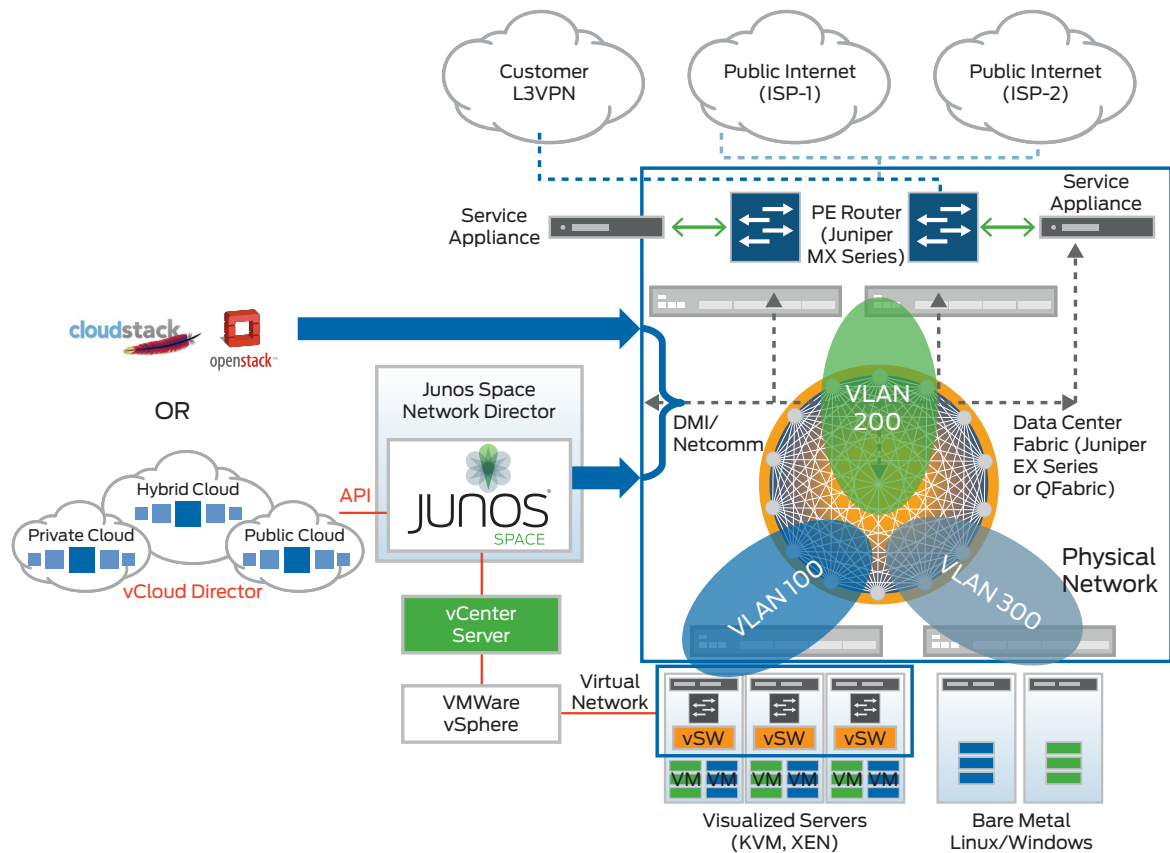 Customer
L3VPN
Public Internet
(ISP-1)
Public Internet
(ISP-2)
Service
Appliance
PE Router
(Juniper
MX Series)
Service
Appliance
cloudstack
openstack™
OR
Hybrid Cloud
Private Cloud
Public Cloud
vCloud Director
API
Junos Space
Network Director
JUNOS®
SPACE
DMI/
Netcomm
VLAN
200
Data Center
Fabric (Juniper
EX Series
or QFabric)
Physical
Network
VLAN 100
VLAN 300
vCenter
Server
VMWare
vSphere
Virtual
Network
vSW
vSW
vSW
VM
VM
VM
VM
VM
VM
Visualized Servers
(KVM, XEN)
Bare Metal
Linux/Windows